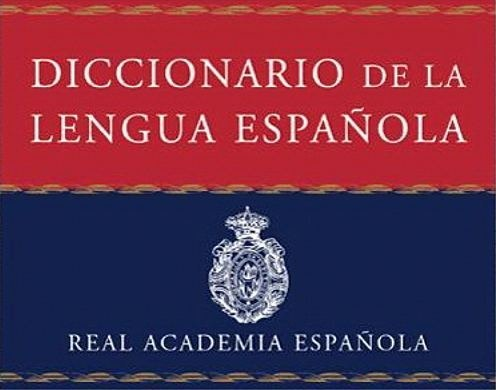 DICCIONARIO DE LA
LENGUA ESPAÑOLA
REAL ACADEMIA ESPAÑOLA